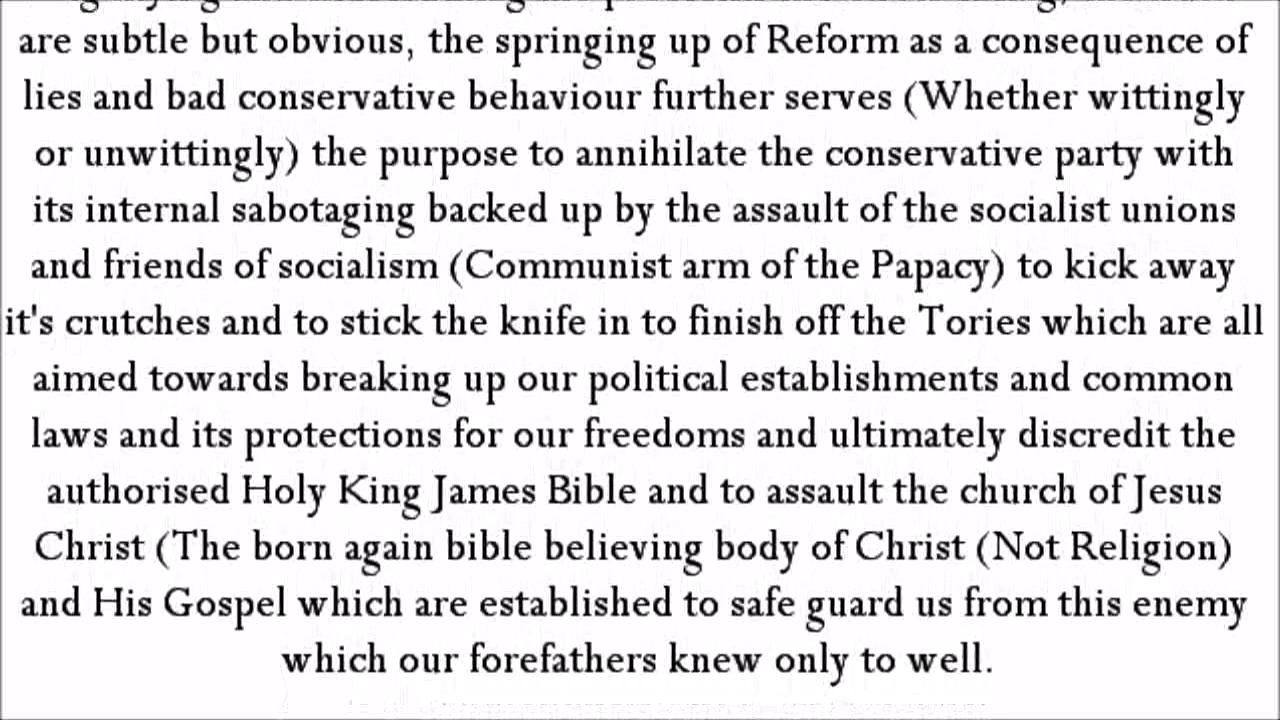 are subtle but obvious, the springing up of Reform as a consequence of
lies and bad conservative behaviour further serves (Whether wittingly
or unwittingly) the purpose to annihilate the conservative party with
its internal sabotaging backed up by the assault of the socialist unions
and friends of socialism (Communist arm of the Papacy) to kick away
it's crutches and to stick the knife in to finish off the Tories which are all
aimed towards breaking up our political establishments and common
laws and its protections for our freedoms and ultimately discredit the
authorised Holy King James Bible and to assault the church of Jesus
Christ (The born again bible believing body of Christ (Not Religion)
and His Gospel which are established to safe guard us from this enemy
which our forefathers knew only to well.